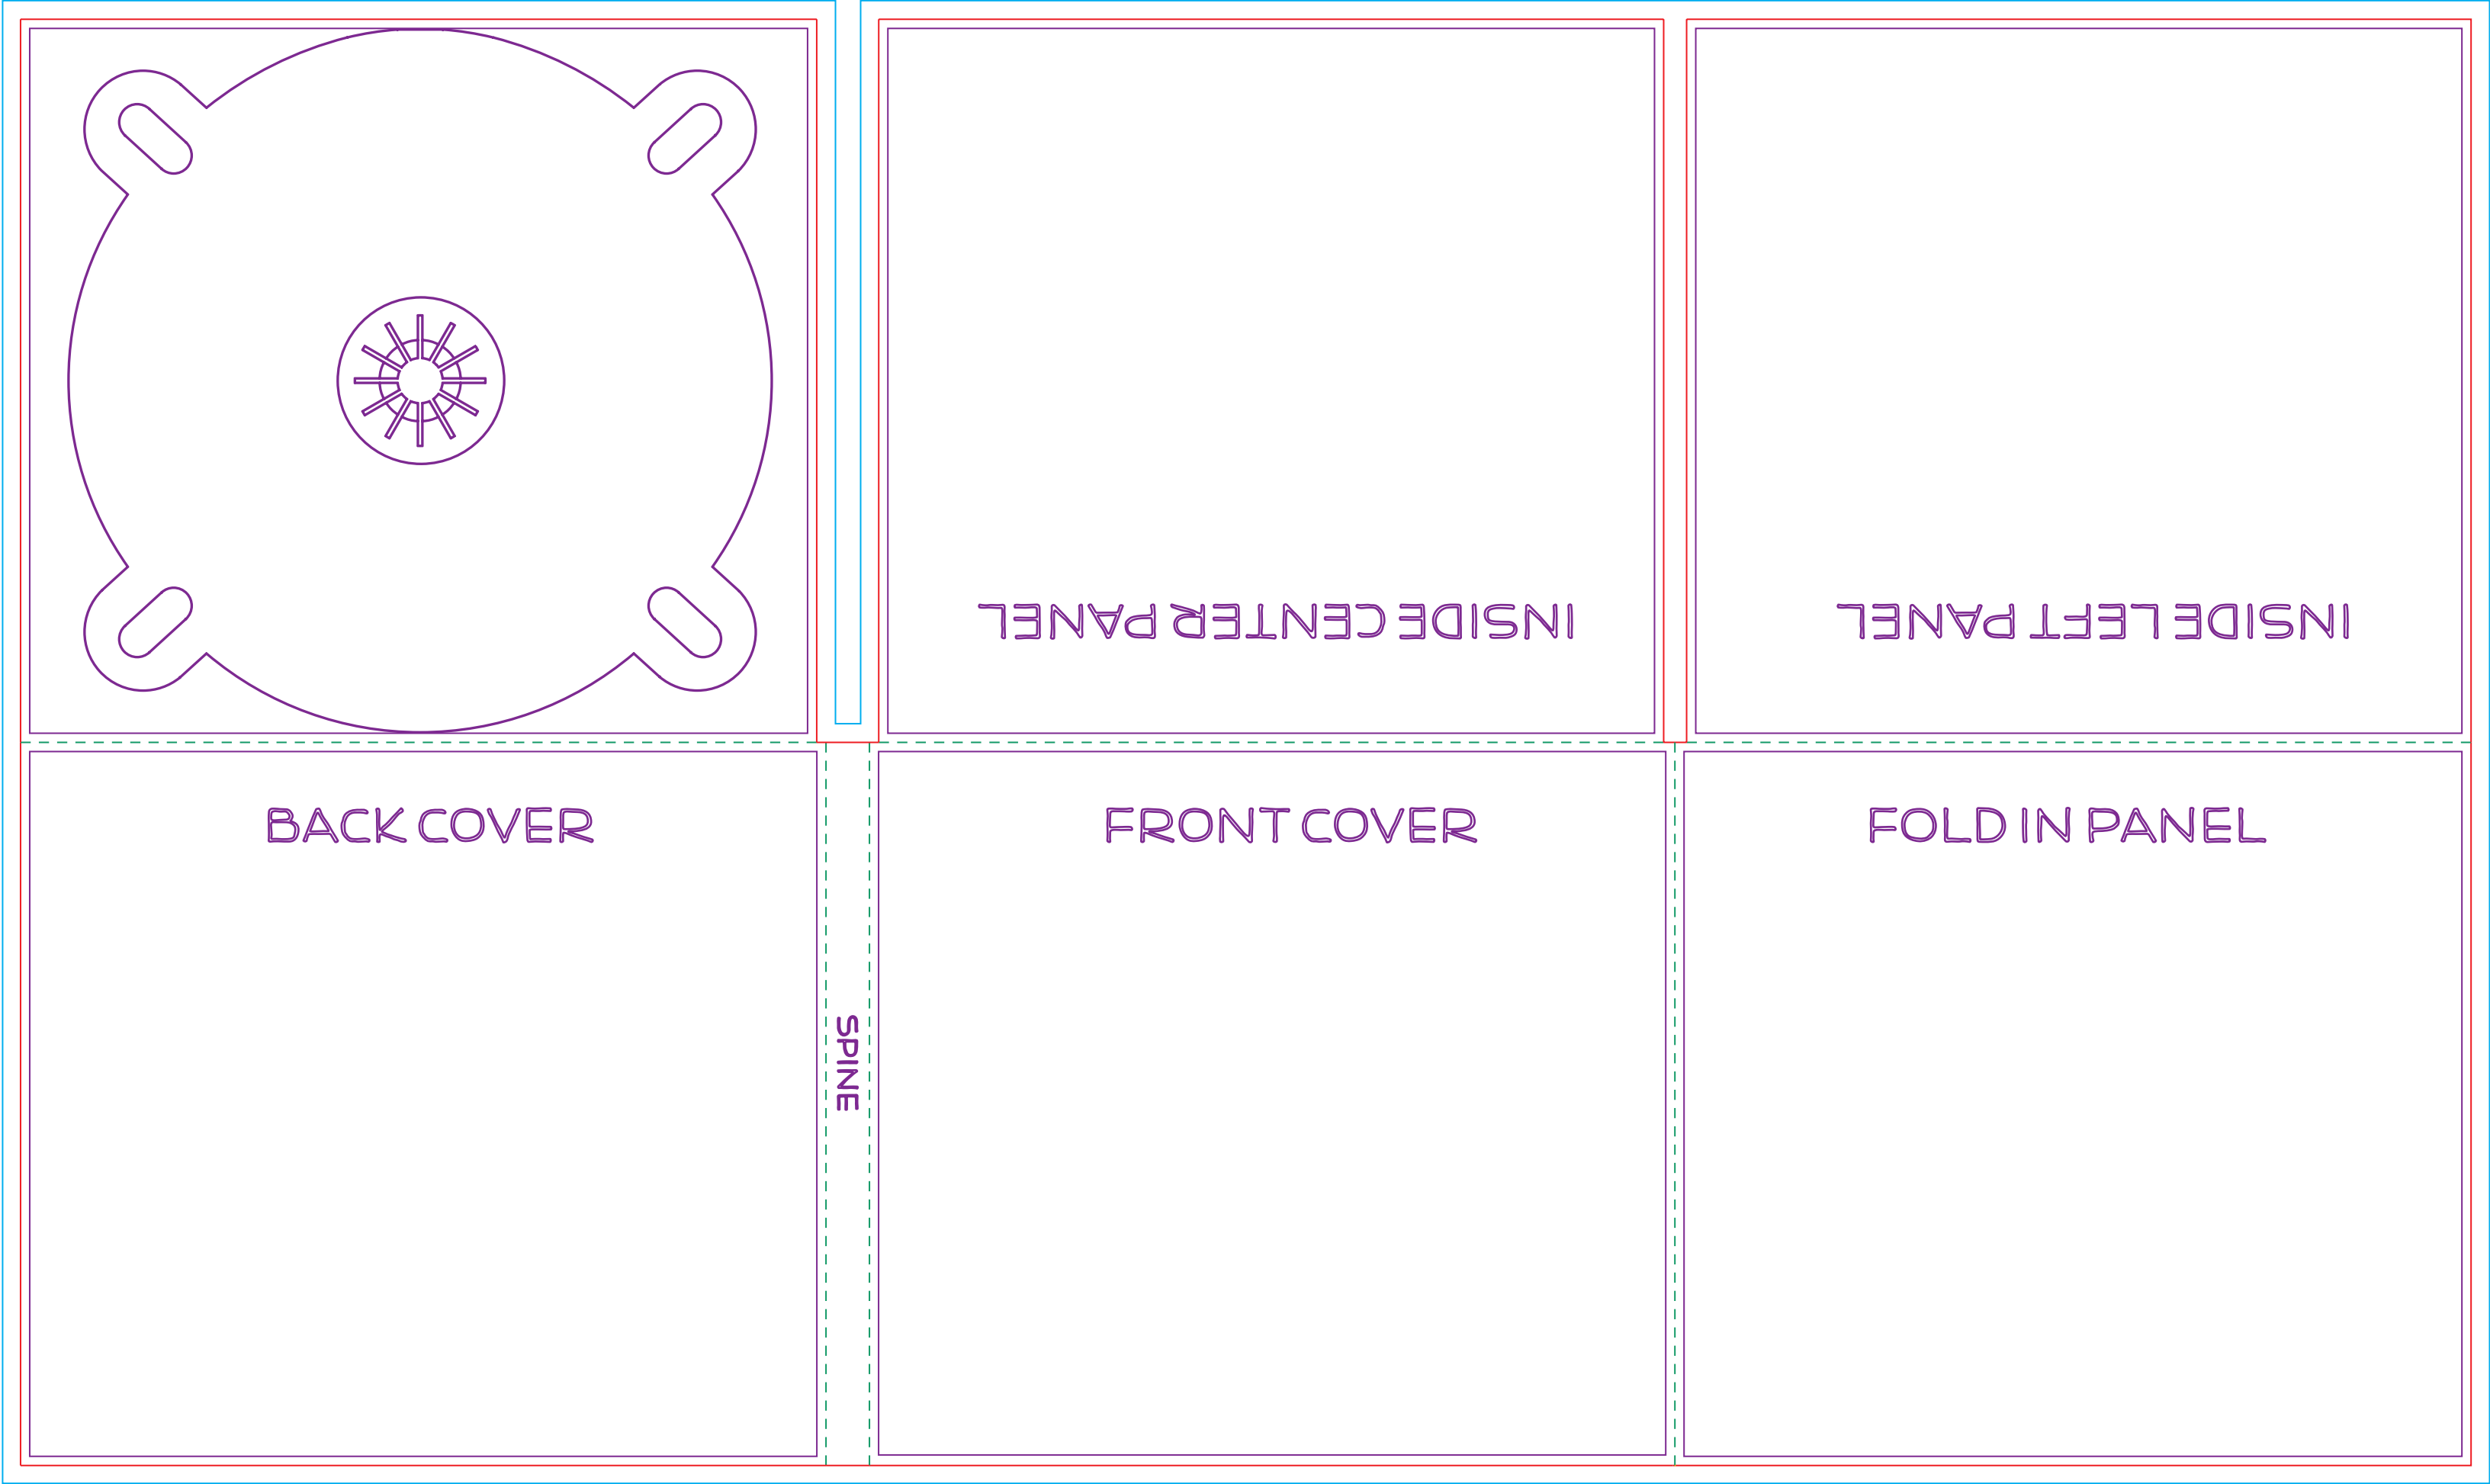 INSIDE CENTER PANEL
INSIDE LEFT PANEL
BACK COVER
FRONT COVER
FOLD IN PANEL
SPINE